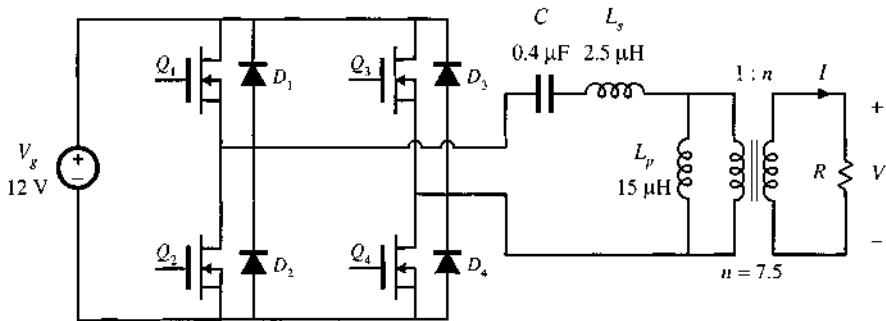 C
L_s
0.4 μF
2.5 μH
Q_1
D_1
Q_3
D_3
1 : n
I
+
V_g
12 V
+
−
L_p
15 μH
R
V
Q_2
D_2
Q_4
D_4
−
n = 7.5